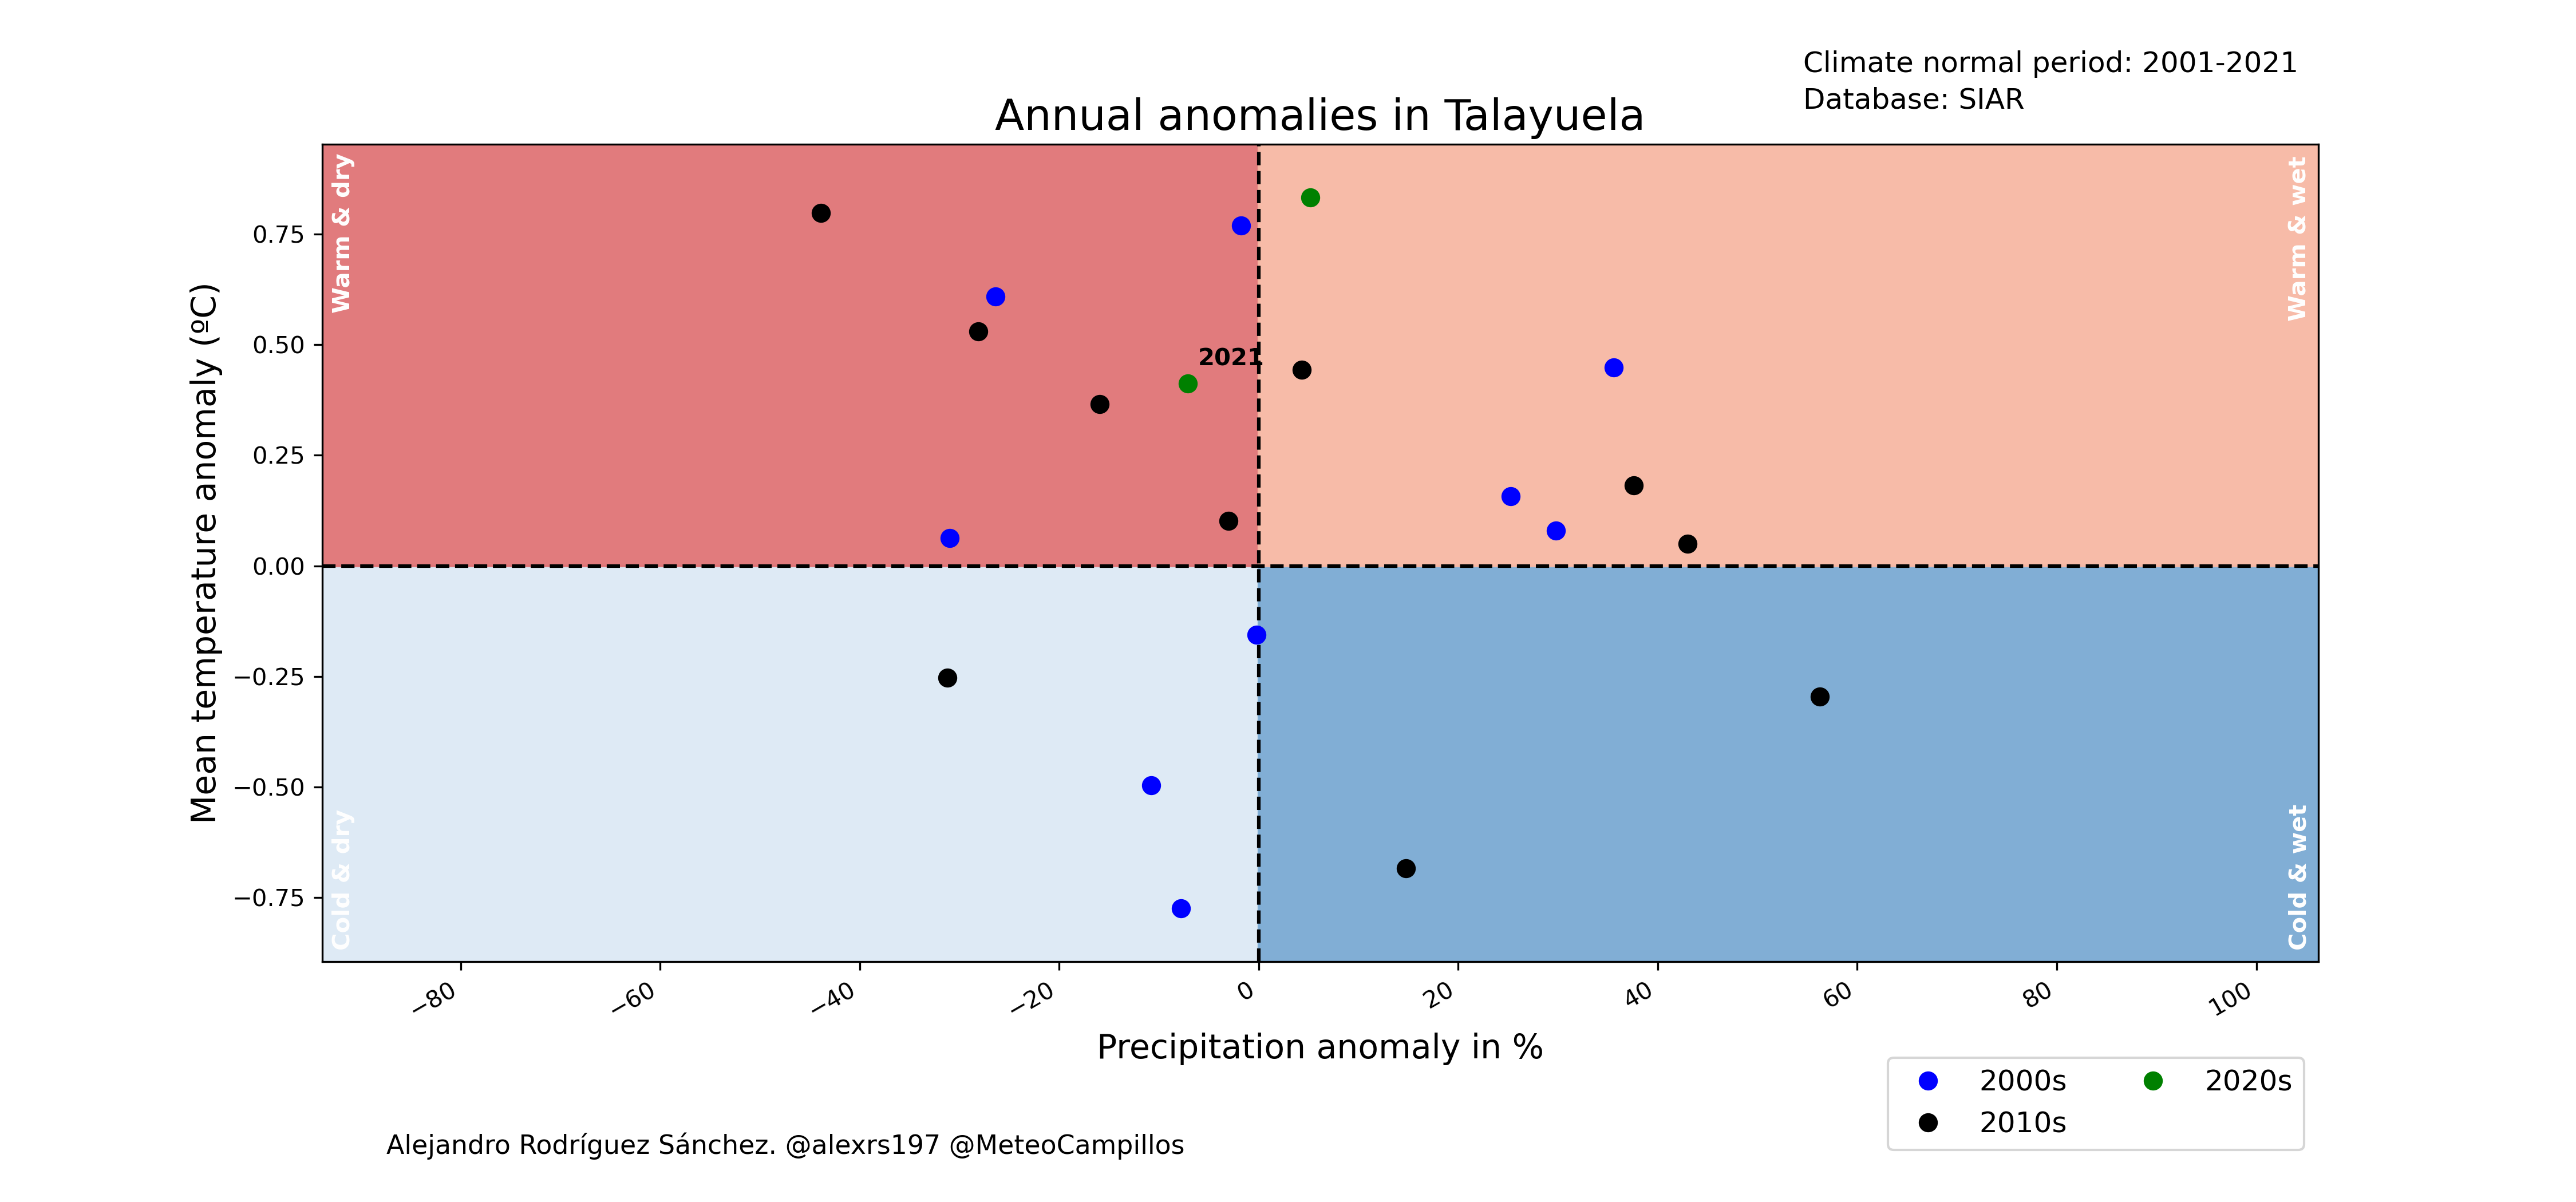 Climate normal period: 2001-2021
Database: SIAR
Annual anomalies in Talayuela
Warm & dry
Warm & wet
Mean temperature anomaly (ºC)
0.75
0.50
0.25
0.00
−0.25
−0.50
−0.75
2021
Cold & dry
Cold & wet
−80
−60
−40
−20
0
20
40
60
80
100
Precipitation anomaly in %
2000s
2020s
2010s
Alejandro Rodríguez Sánchez. @alexrs197 @MeteoCampillos